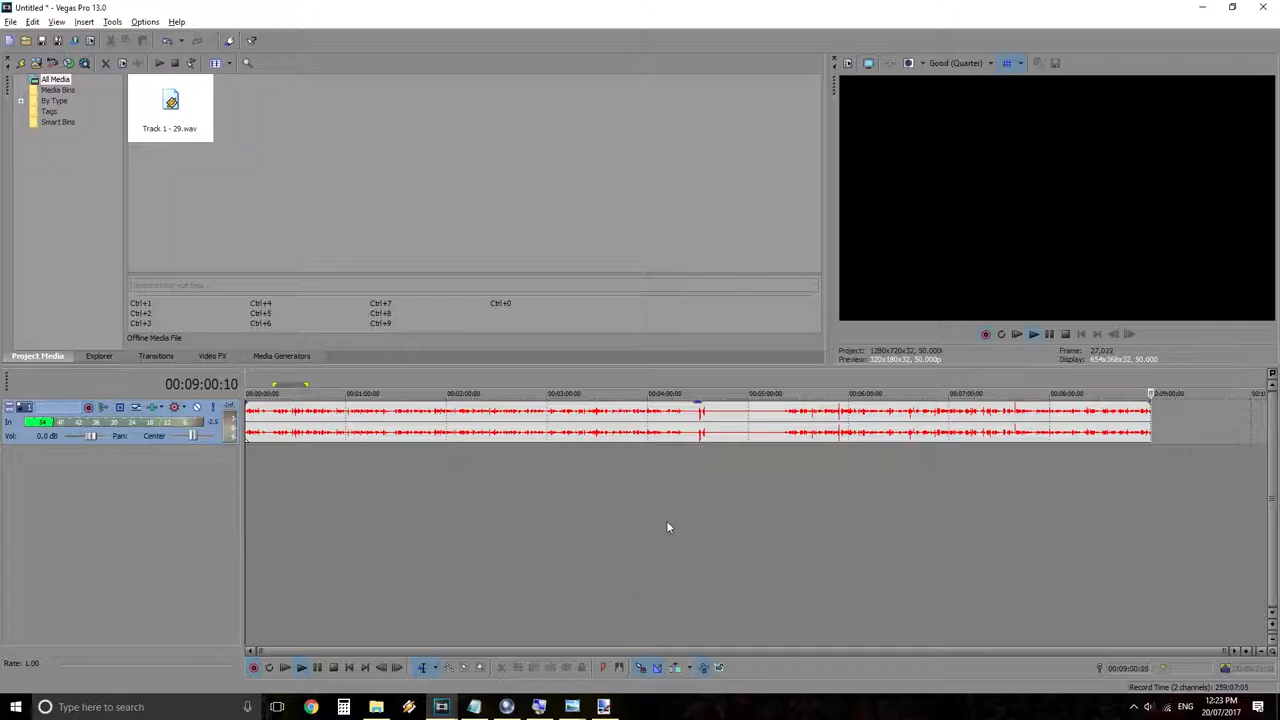 Untitled * - Vegas Pro 13.0
File Edit View Insert Tools Options Help
Good (Quarter)
All Media
Media Bins
By Type
Tags
Smart Bins
Track 1 - 29.wav
Ctrl+1 Ctrl+4 Ctrl+7 Ctrl+0
Ctrl+2 Ctrl+5 Ctrl+8
Ctrl+3 Ctrl+6 Ctrl+9
Offline Media File
Project Media Explorer Transitions Video FX Media Generators
Project: 1280x720x32, 50.000p
Preview: 320x180x32, 50.000p
Frame: 27,022
Display: 654x368x32, 50.000
00:09:00:10
00:00:00:00 00:01:00:00 00:02:00:00 00:03:00:00 00:04:00:00 00:05:00:00 00:06:00:00 00:07:00:00 00:08:00:00 00:09:00:00
1
-Inf.
In 54 -2.5
Vol: 0.0 dB Pan: Center
Rate: 1.00
Record Time (2 channels): 259:07:05
Type here to search
ENG
12:23 PM
20/07/2017